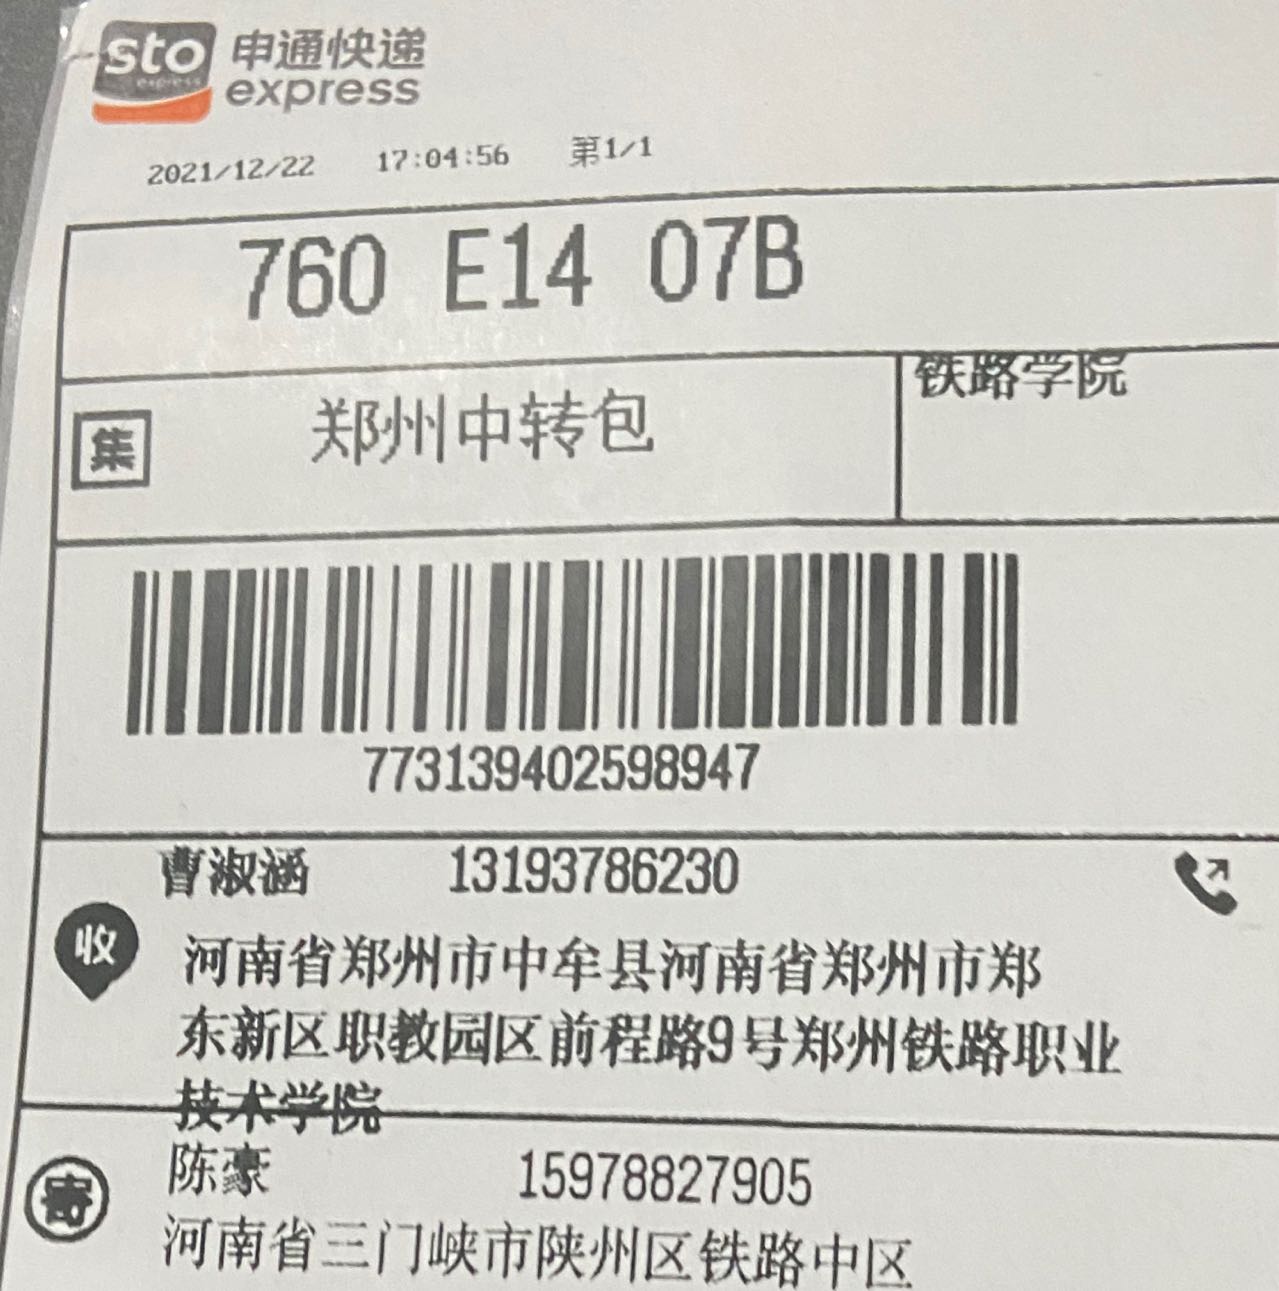 sto 申通快递
express express
2021/12/22 17:04:56 第1/1
760 E14 07B
集 郑州中转包 铁路学院
773139402598947
曹淑涵 13193786230
收
河南省郑州市中牟县河南省郑州市郑
东新区职教园区前程路9号郑州铁路职业
技术学院
陈豪 15978827905
寄
河南省三门峡市陕州区铁路中区